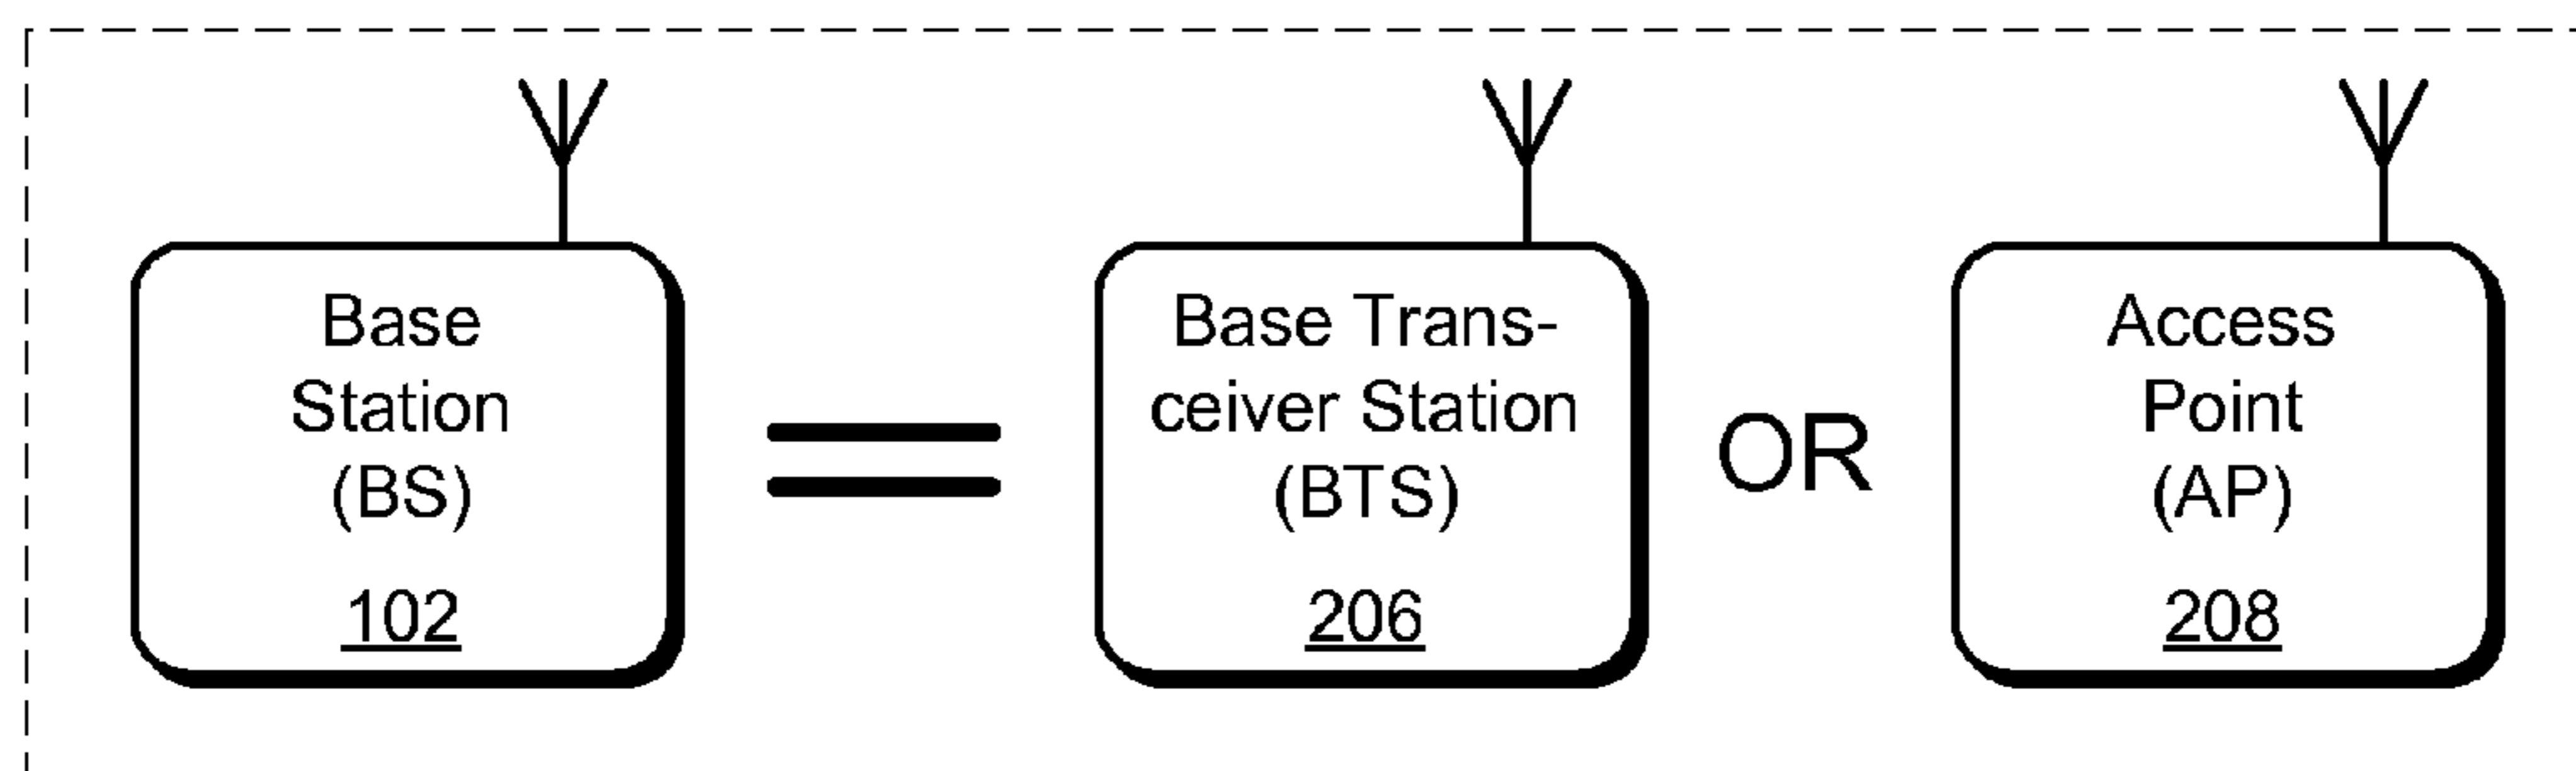 Base
Station
(BS)
102
Base Trans-
ceiver Station
(BTS)
206
OR
Access
Point
(AP)
208